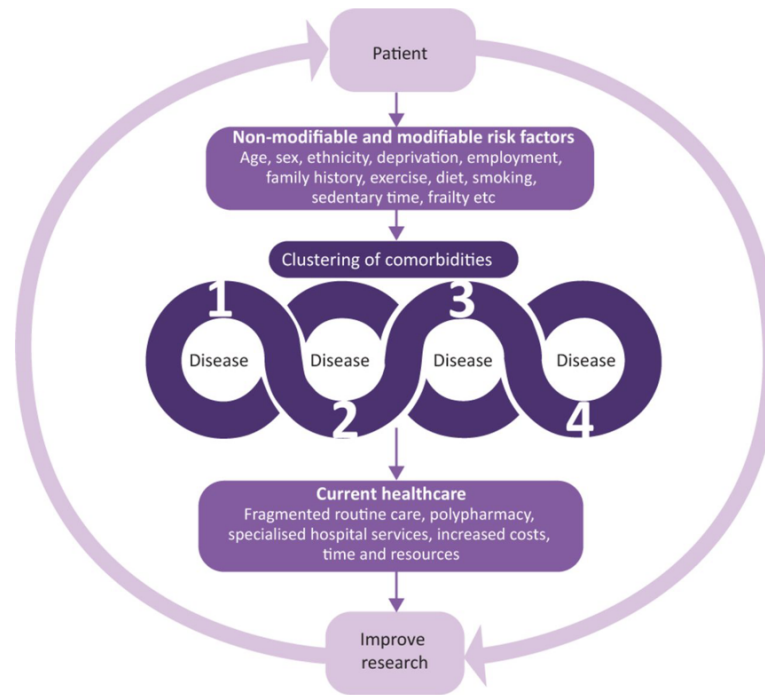 Patient
Non-modifiable and modifiable risk factors
Age, sex, ethnicity, deprivation, employment,
family history, exercise, diet, smoking,
sedentary time, frailty etc
Clustering of comorbidities
1
3
Disease
Disease
Disease
Disease
2
4
Current healthcare
Fragmented routine care, polypharmacy,
specialised hospital services, increased costs,
time and resources
Improve
research